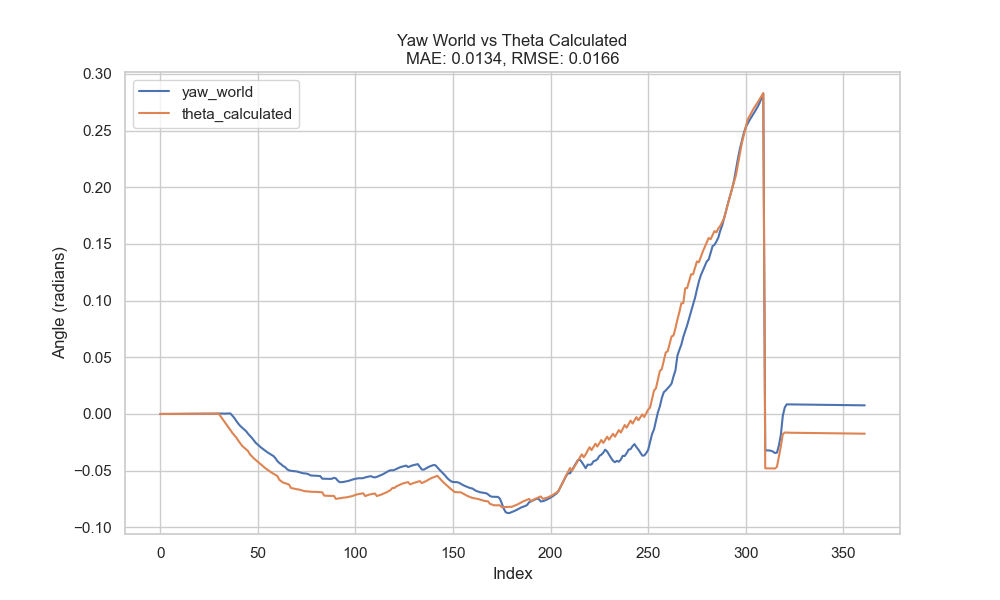 Yaw World vs Theta Calculated
MAE: 0.0134, RMSE: 0.0166
yaw_world
theta_calculated
Angle (radians)
0.30
0.25
0.20
0.15
0.10
0.05
0.00
−0.05
−0.10
0 50 100 150 200 250 300 350
Index